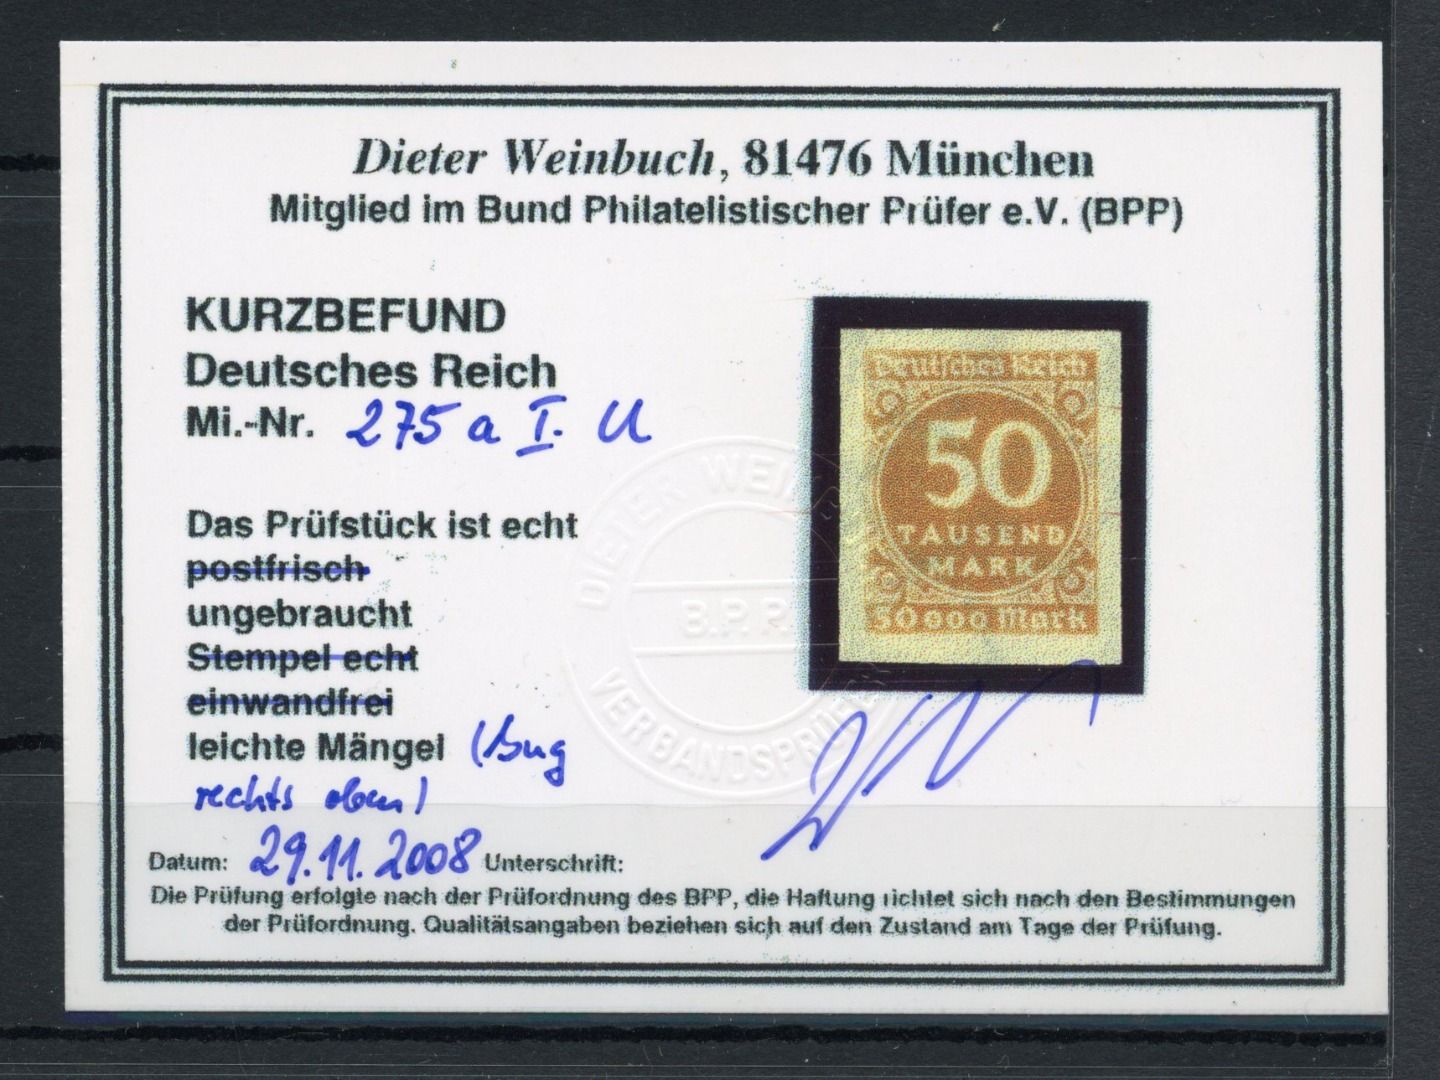 Dieter Weinbuch, 81476 München
Mitglied im Bund Philatelistischer Prüfer e.V. (BPP)
KURZBEFUND
Deutsches Reich
Mi.-Nr. 275 a I. U
Das Prüfstück ist echt
postfrisch
ungebraucht
Stempel echt
einwandfrei
leichte Mängel (Bug
rechts oben)
Datum: 29.11.2008 Unterschrift:
Die Prüfung erfolgte nach der Prüfordnung des BPP, die Haftung richtet sich nach den Bestimmungen
der Prüfordnung. Qualitätsangaben beziehen sich auf den Zustand am Tage der Prüfung.
Deutsches Reich
50
TAUSEND
MARK
50000 Mark
DIETER WEINB
B.P.P.
VERBANDSPRÜFER